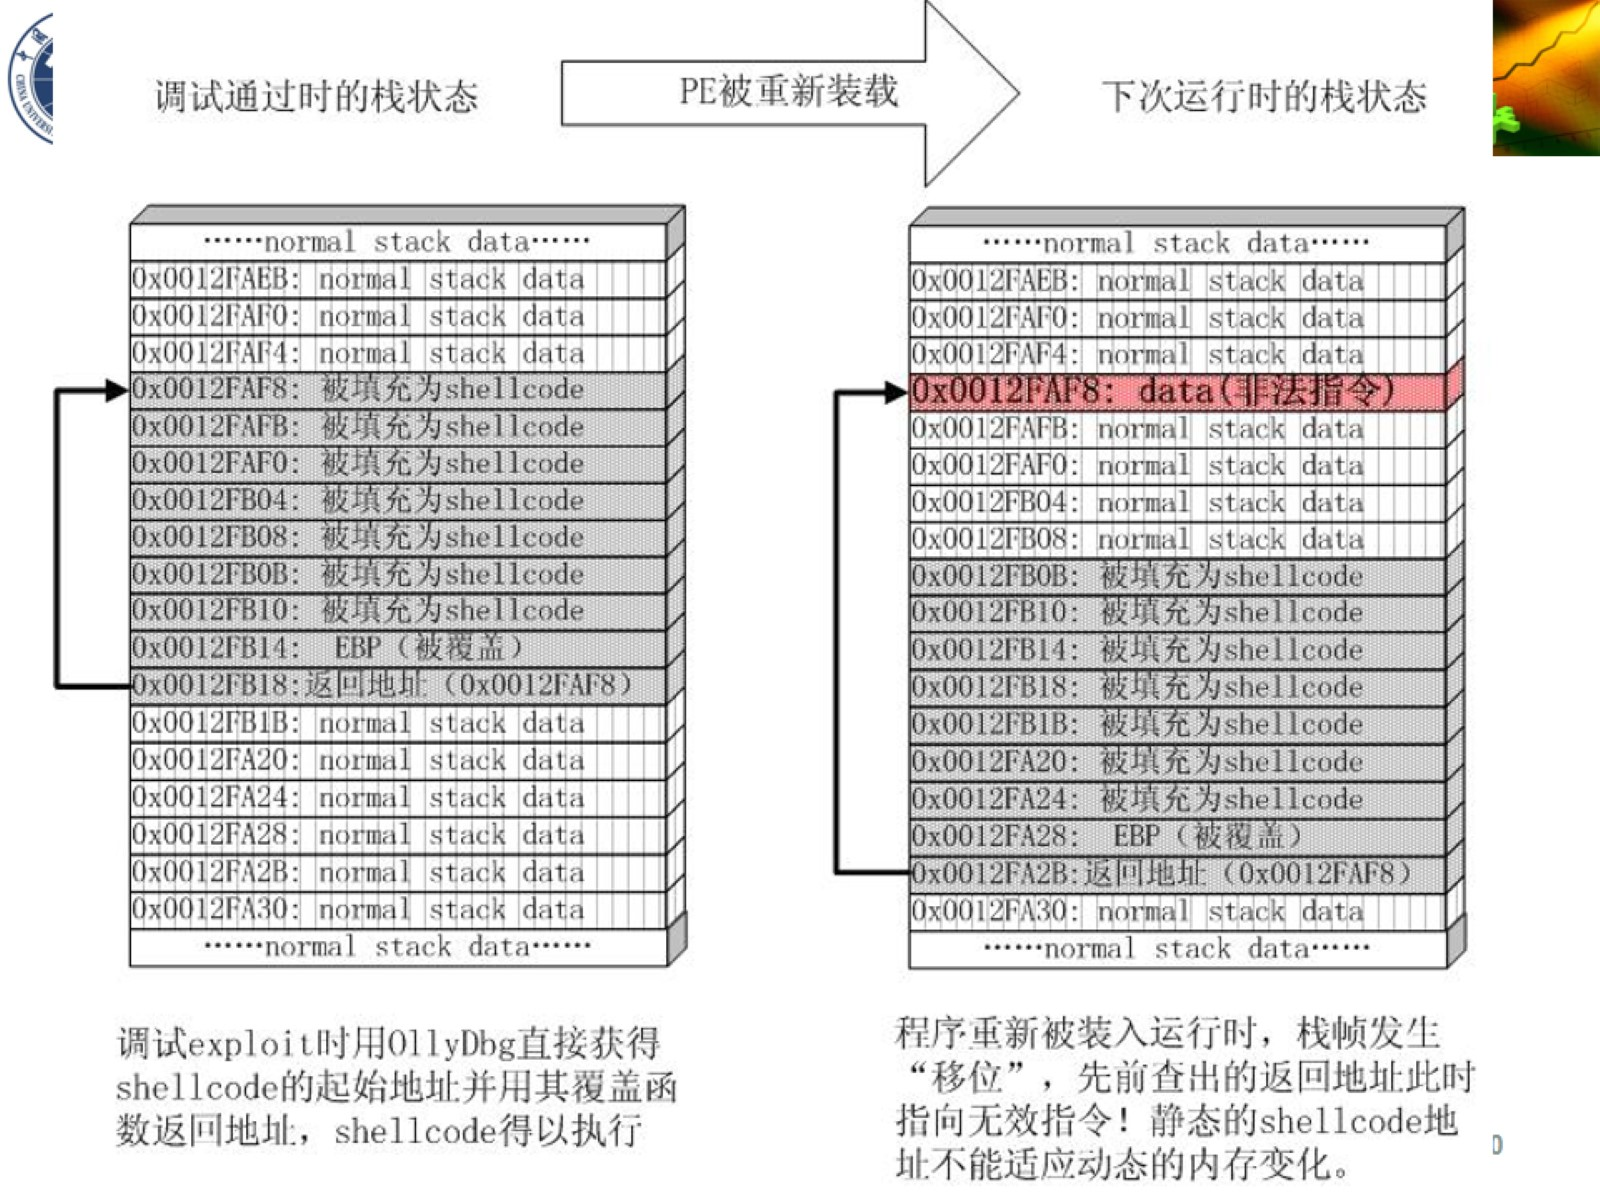 调试通过时的栈状态
PE被重新装载
下次运行时的栈状态
CHINA UNIVERS
……normal stack data……
0x0012FAEB: normal stack data
0x0012FAF0: normal stack data
0x0012FAF4: normal stack data
0x0012FAF8: 被填充为shellcode
0x0012FAFB: 被填充为shellcode
0x0012FAF0: 被填充为shellcode
0x0012FB04: 被填充为shellcode
0x0012FB08: 被填充为shellcode
0x0012FB0B: 被填充为shellcode
0x0012FB10: 被填充为shellcode
0x0012FB14: EBP（被覆盖）
0x0012FB18:返回地址（0x0012FAF8）
0x0012FB1B: normal stack data
0x0012FA20: normal stack data
0x0012FA24: normal stack data
0x0012FA28: normal stack data
0x0012FA2B: normal stack data
0x0012FA30: normal stack data
……normal stack data……
……normal stack data……
0x0012FAEB: normal stack data
0x0012FAF0: normal stack data
0x0012FAF4: normal stack data
0x0012FAF8: data(非法指令)
0x0012FAFB: normal stack data
0x0012FAF0: normal stack data
0x0012FB04: normal stack data
0x0012FB08: normal stack data
0x0012FB0B: 被填充为shellcode
0x0012FB10: 被填充为shellcode
0x0012FB14: 被填充为shellcode
0x0012FB18: 被填充为shellcode
0x0012FB1B: 被填充为shellcode
0x0012FA20: 被填充为shellcode
0x0012FA24: 被填充为shellcode
0x0012FA28: EBP（被覆盖）
0x0012FA2B:返回地址（0x0012FAF8）
0x0012FA30: normal stack data
……normal stack data……
调试exploit时用OllyDbg直接获得
shellcode的起始地址并用其覆盖函
数返回地址，shellcode得以执行
程序重新被装入运行时，栈帧发生
“移位”，先前查出的返回地址此时
指向无效指令！静态的shellcode地
址不能适应动态的内存变化。